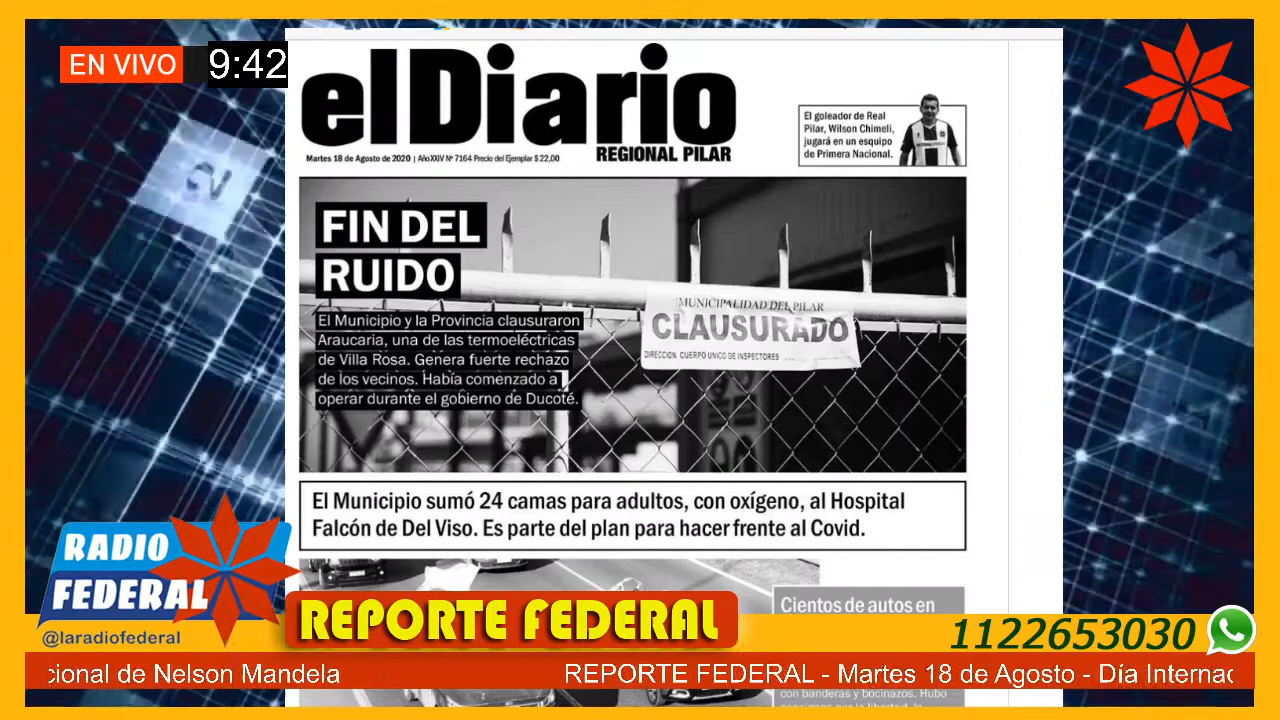 EN VIVO
9:42
el Diario
REGIONAL PILAR
Martes 18 de Agosto de 2020 | Año XXIV Nº 7164 Precio del Ejemplar $ 22,00
El goleador de Real
Pilar, Wilson Chimeli,
jugará en un esquipo
de Primera Nacional.
FIN DEL
RUIDO
El Municipio y la Provincia clausuraron
Araucaria, una de las termoeléctricas
de Villa Rosa. Genera fuerte rechazo
de los vecinos. Había comenzado a
operar durante el gobierno de Ducoté.
MUNICIPALIDAD DEL PILAR
CLAUSURADO
DIRECCION CUERPO UNICO DE INSPECTORES
El Municipio sumó 24 camas para adultos, con oxígeno, al Hospital
Falcón de Del Viso. Es parte del plan para hacer frente al Covid.
Cientos de autos en
RADIO
FEDERAL
@laradiofederal
REPORTE FEDERAL
1122653030
cional de Nelson Mandela
REPORTE FEDERAL - Martes 18 de Agosto - Día Internac
con banderas y bocinazos. Hubo